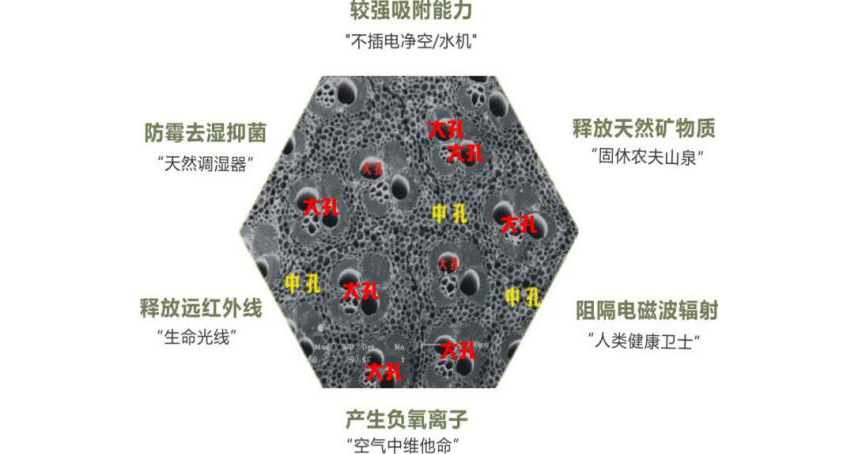 较强吸附能力
"不插电净空/水机"
防霉去湿抑菌
“天然调湿器”
释放天然矿物质
“固休农夫山泉”
大孔
大孔
大孔
大孔
中孔
大孔
大孔
中孔
大孔
中孔
释放远红外线
“生命光线”
阻隔电磁波辐射
“人类健康卫士”
大孔
大孔
产生负氧离子
“空气中维他命”